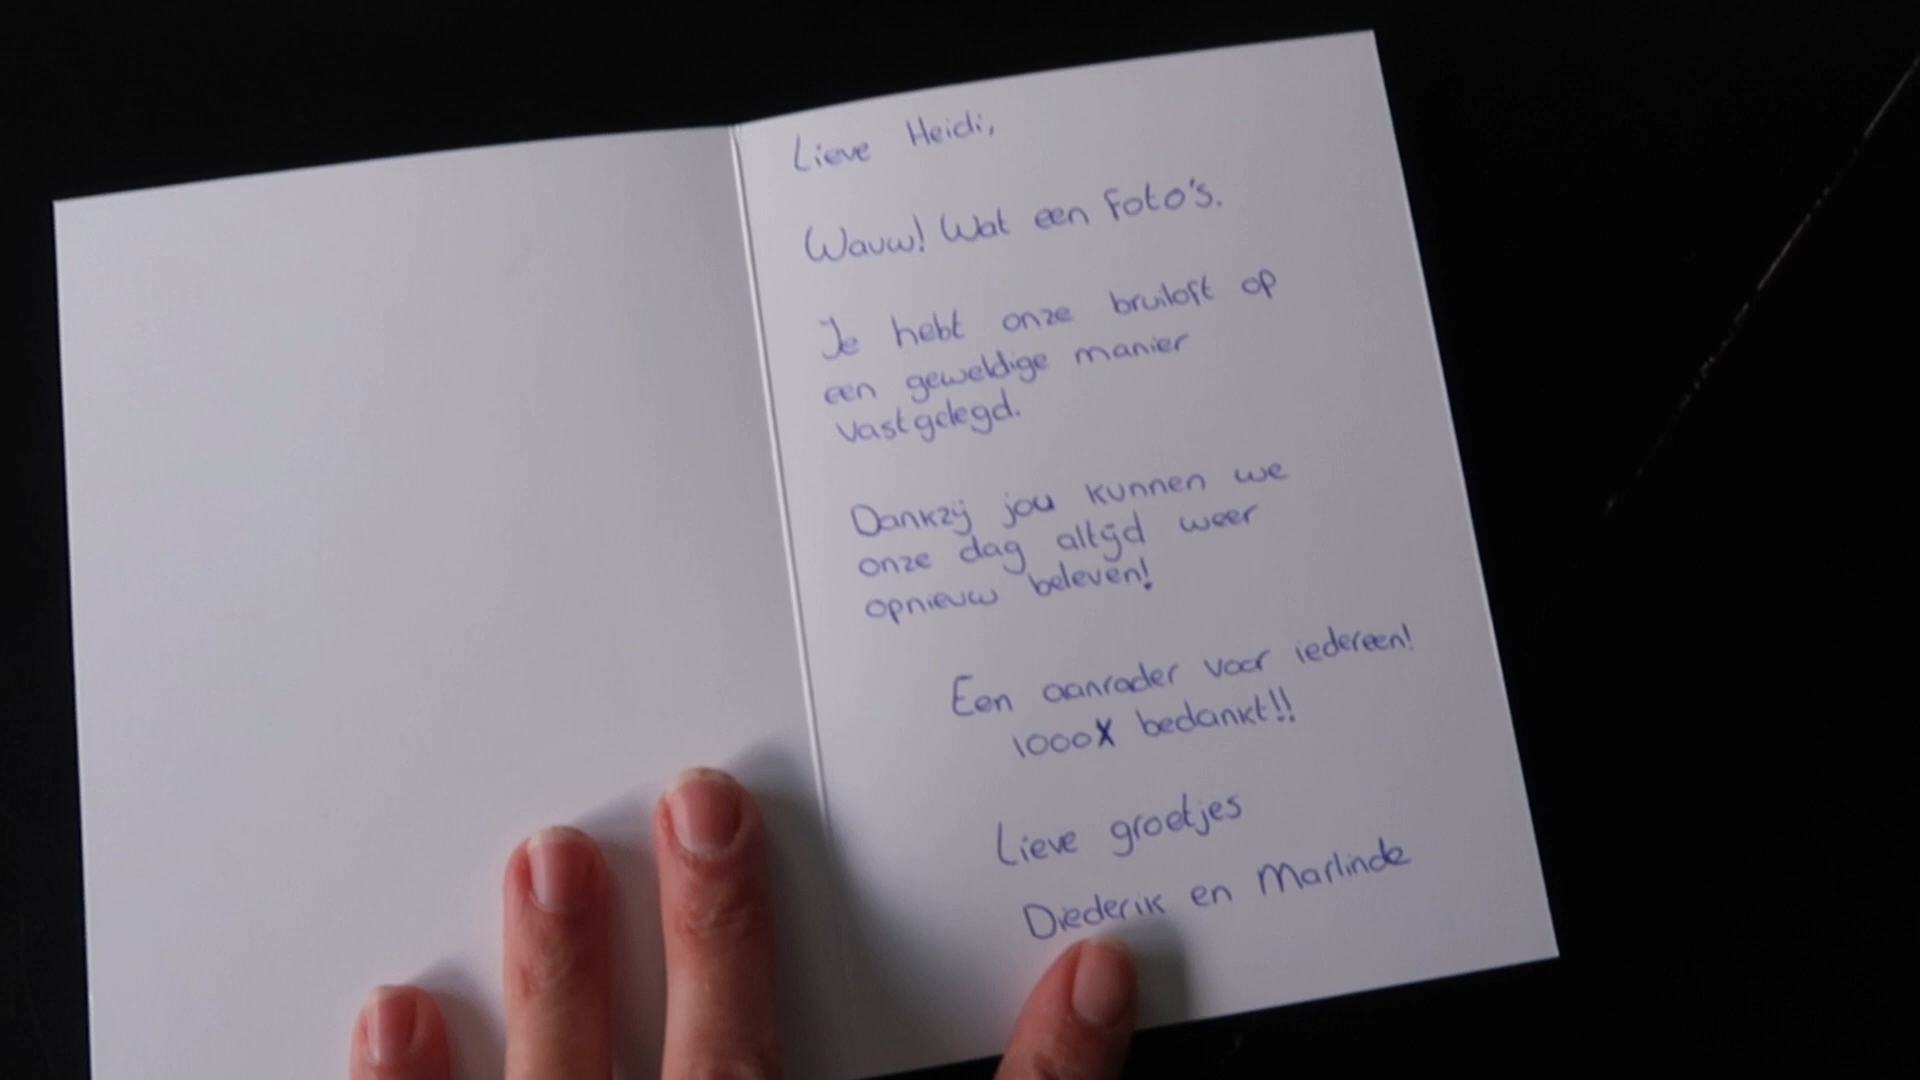 Lieve Heidi,
Wauw! Wat een foto's.
Je hebt onze bruiloft op
een geweldige manier
vastgelegd.
Dankzij jou kunnen we
onze dag altijd weer
opnieuw beleven!
Een aanrader voor iedereen!
1000X bedankt!!
Lieve groetjes
Diederik en Marlinde